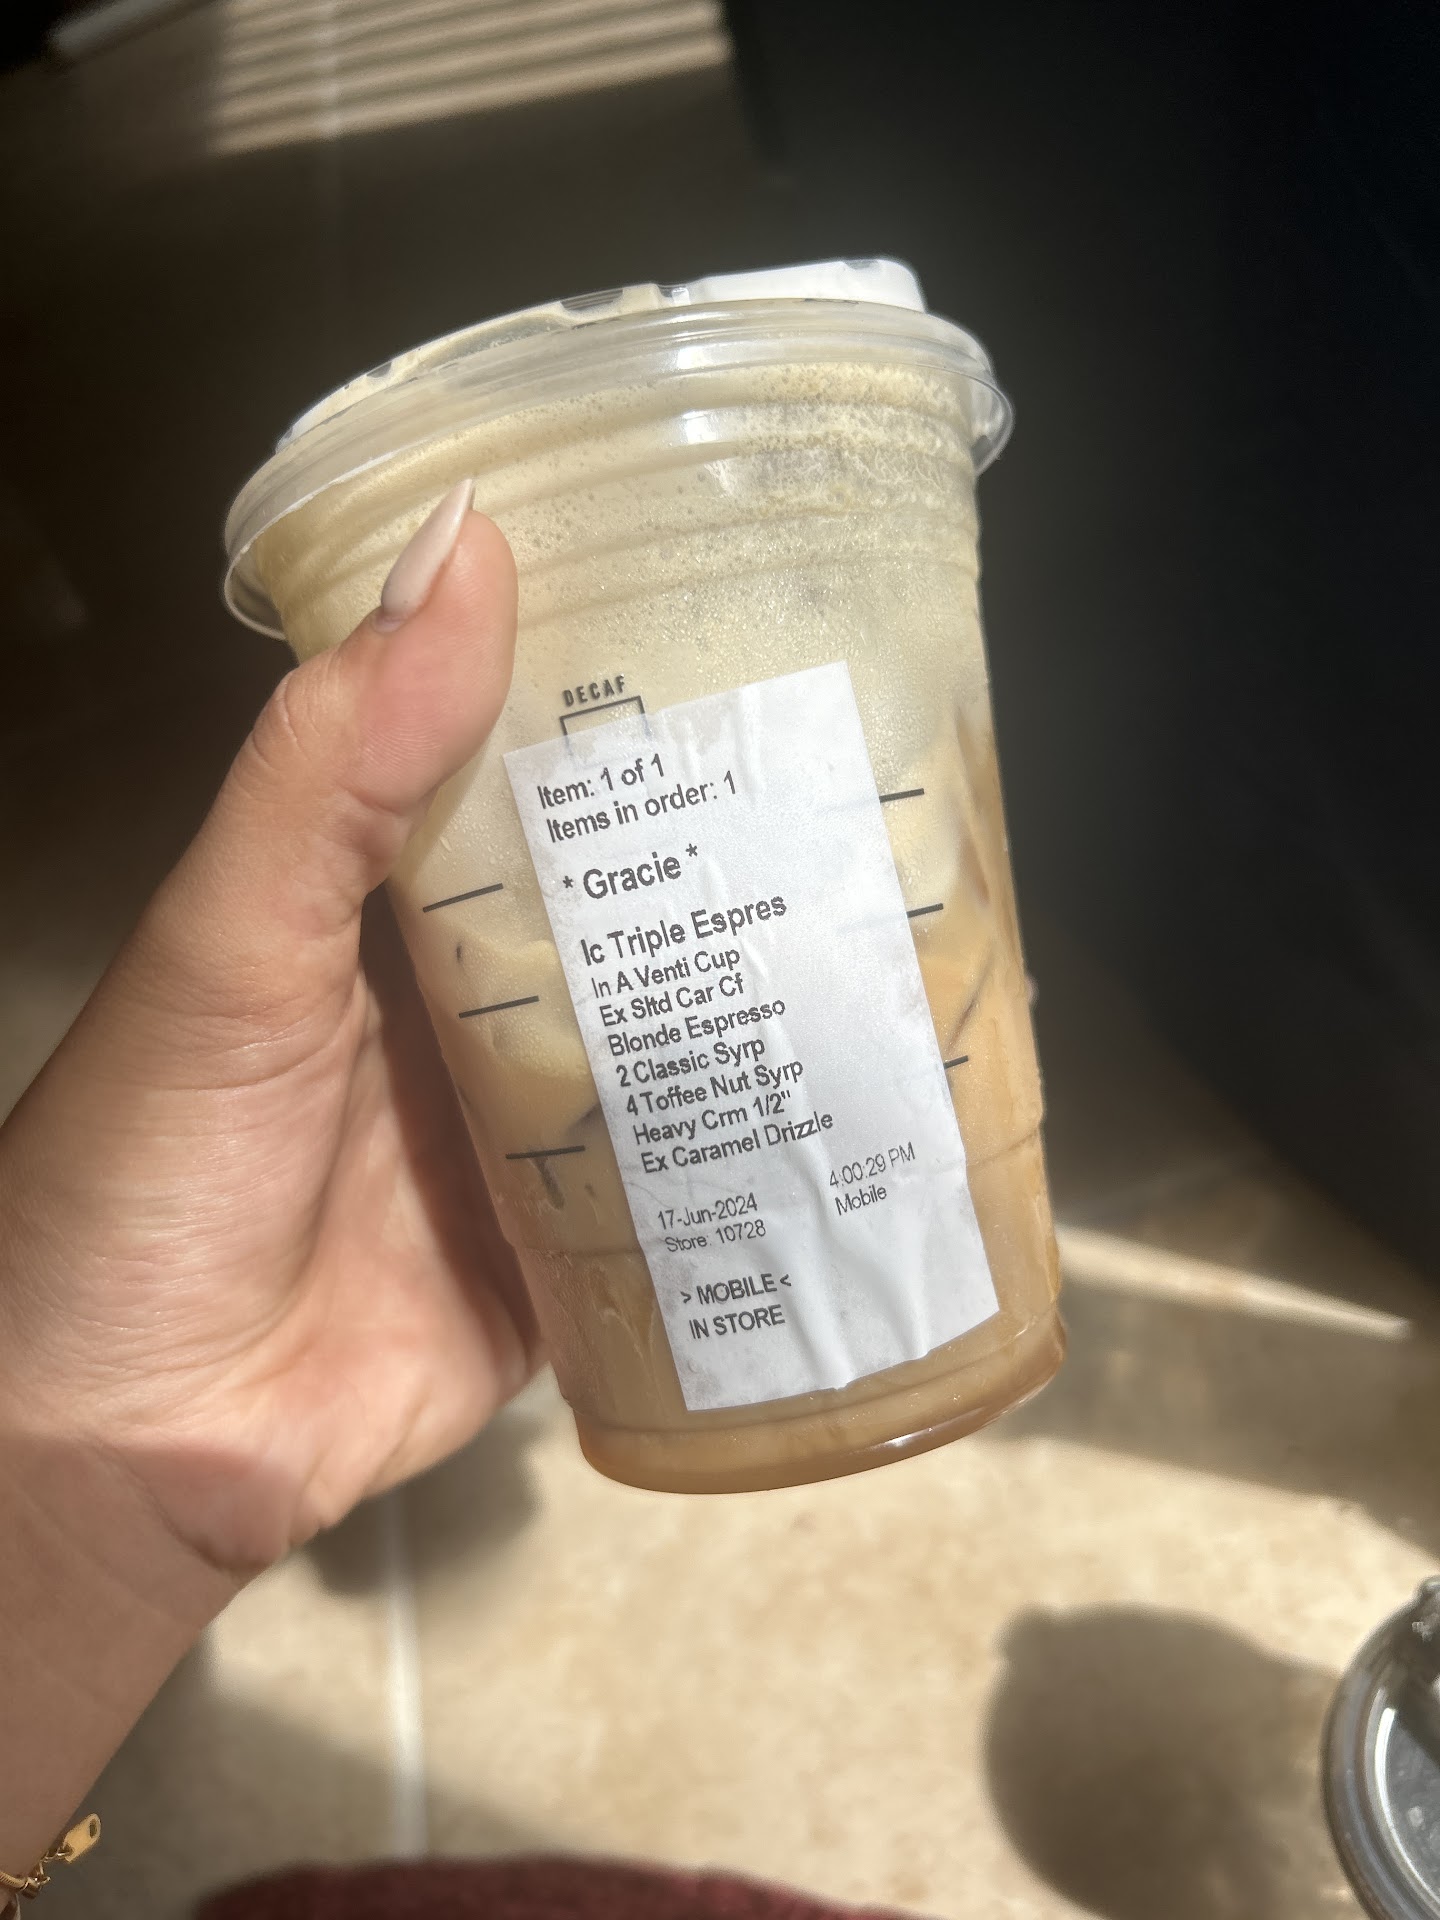 DECAF
Item: 1 of 1
Items in order: 1
* Gracie *
Ic Triple Espres
In A Venti Cup
Ex Sltd Car Cf
Blonde Espresso
2 Classic Syrp
4 Toffee Nut Syrp
Heavy Crm 1/2"
Ex Caramel Drizzle
17-Jun-2024 4:00:29 PM
Store: 10728 Mobile
> MOBILE <
IN STORE